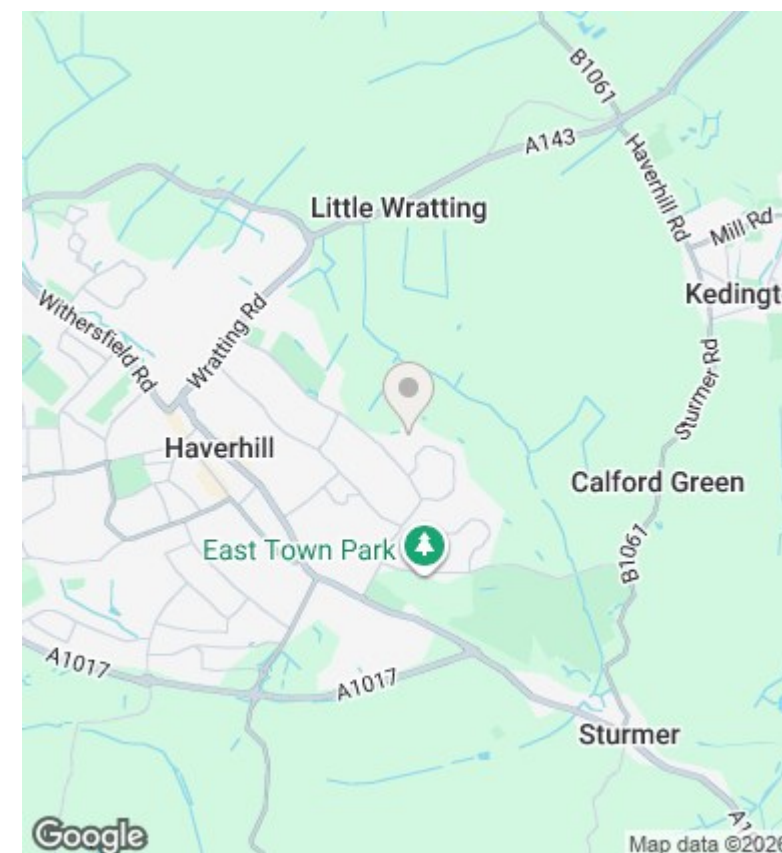 B1061
A143
Haverhill Rd
Little Wratting
Mill Rd
Kedingt
Withersfield Rd
Wratting Rd
Sturmer Rd
Haverhill
Calford Green
East Town Park
B1061
A1017
A1017
Sturmer
Google
Map data ©2026